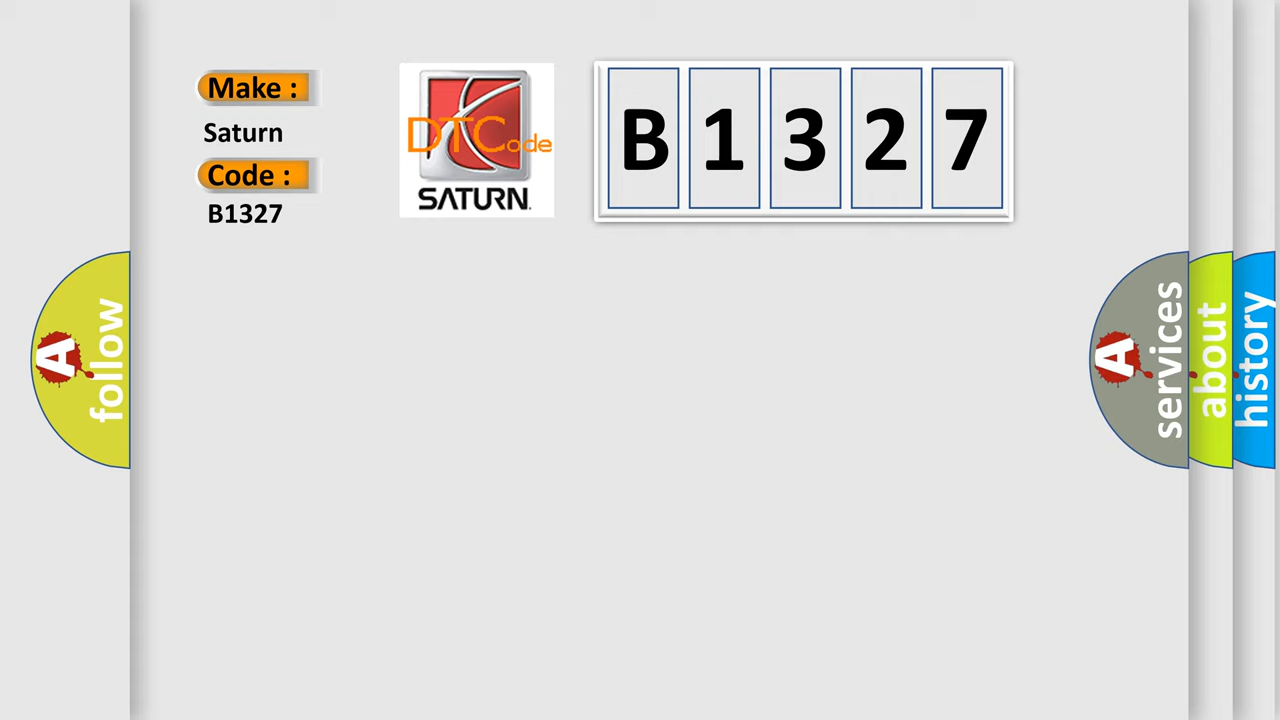 Make :
Saturn
Code :
B1327
DTCode
SATURN.
B 1 3 2 7
A follow
A services
about
history